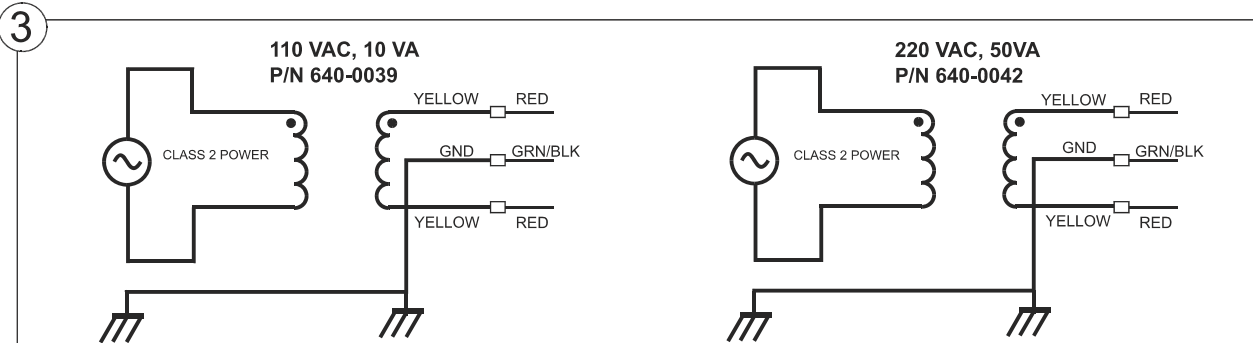 3
110 VAC, 10 VA
P/N 640-0039
YELLOW RED
CLASS 2 POWER
GND GRN/BLK
YELLOW RED
220 VAC, 50VA
P/N 640-0042
YELLOW RED
CLASS 2 POWER
GND GRN/BLK
YELLOW RED